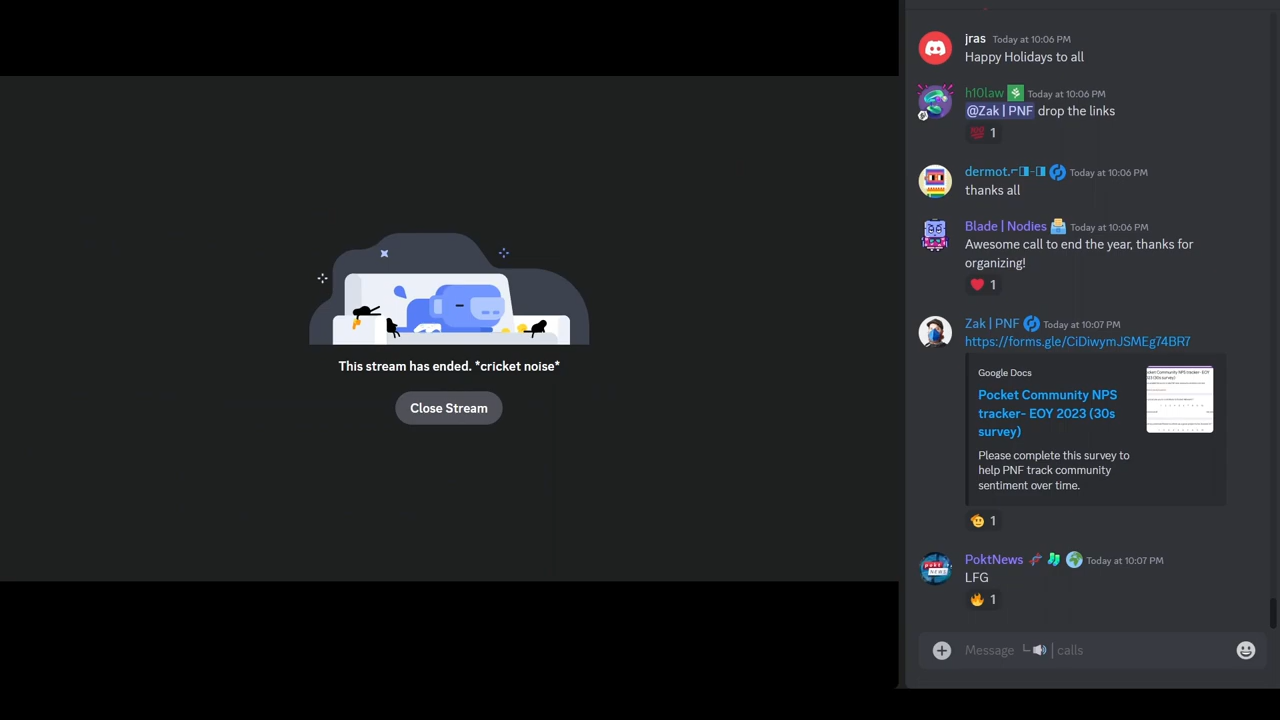 This stream has ended. *cricket noise*
Close Stream
jras Today at 10:06 PM
Happy Holidays to all
h10law Today at 10:06 PM
@Zak | PNF drop the links
1
dermot. Today at 10:06 PM
thanks all
Blade | Nodies Today at 10:06 PM
Awesome call to end the year, thanks for
organizing!
1
Zak | PNF Today at 10:07 PM
https://forms.gle/CiDiwymJSMEg74BR7
Google Docs
Pocket Community NPS
tracker- EOY 2023 (30s
survey)
Please complete this survey to
help PNF track community
sentiment over time.
1
PoktNews Today at 10:07 PM
LFG
1
Message | calls